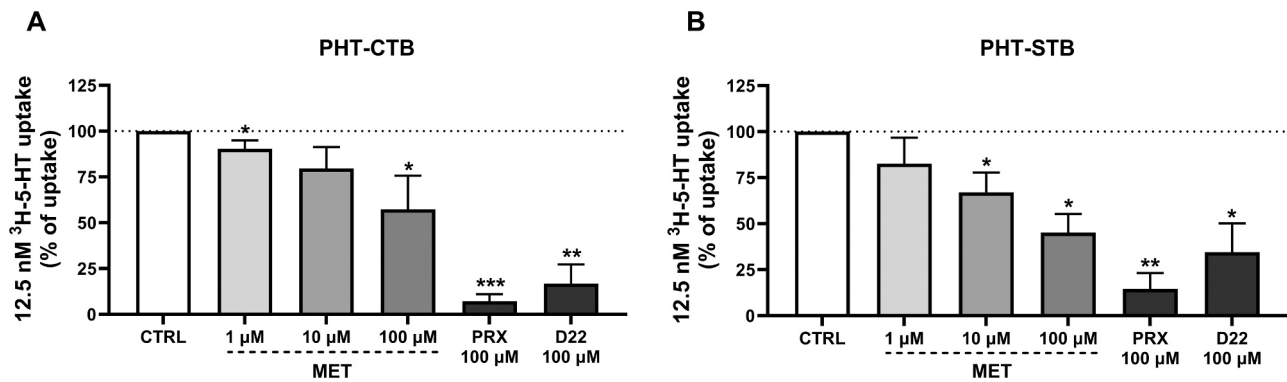 A
PHT-CTB
12.5 nM ³H-5-HT uptake
(% of uptake)
125
100
75
50
25
0
*
*
***
**
CTRL
1 µM
10 µM
100 µM
PRX
100 µM
D22
100 µM
MET
B
PHT-STB
12.5 nM ³H-5-HT uptake
(% of uptake)
125
100
75
50
25
0
*
*
**
*
CTRL
1 µM
10 µM
100 µM
PRX
100 µM
D22
100 µM
MET